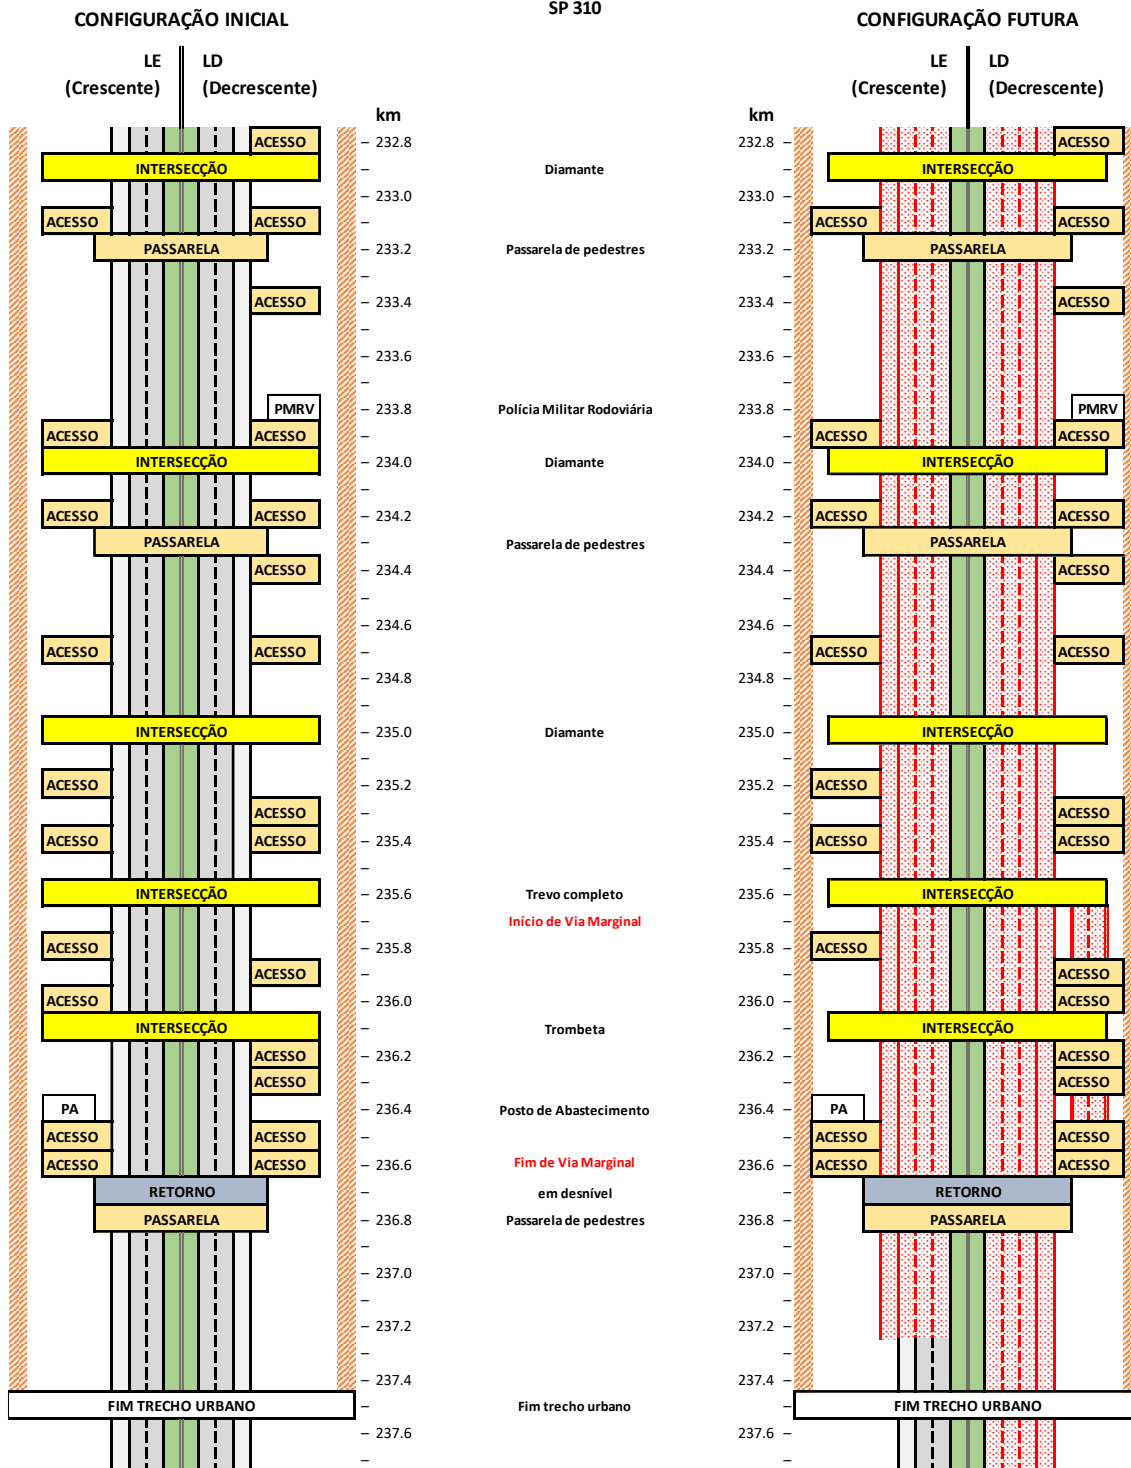 SP 310
CONFIGURAÇÃO INICIAL
CONFIGURAÇÃO FUTURA
LE LD
(Crescente) (Decrescente)
LE LD
(Crescente) (Decrescente)
km km
ACESSO – 232.8 232.8 – ACESSO
INTERSECÇÃO – Diamante – INTERSECÇÃO
– 233.0 233.0 –
ACESSO ACESSO – – ACESSO ACESSO
PASSARELA – 233.2 Passarela de pedestres 233.2 – PASSARELA
– –
ACESSO – 233.4 233.4 – ACESSO
– –
– 233.6 233.6 –
– –
PMRV – 233.8 Polícia Militar Rodoviária 233.8 – PMRV
ACESSO ACESSO – – ACESSO ACESSO
INTERSECÇÃO – 234.0 Diamante 234.0 – INTERSECÇÃO
– –
ACESSO ACESSO – 234.2 234.2 – ACESSO ACESSO
PASSARELA – Passarela de pedestres – PASSARELA
ACESSO – 234.4 234.4 – ACESSO
– –
– 234.6 234.6 –
ACESSO ACESSO – – ACESSO ACESSO
– 234.8 234.8 –
– –
INTERSECÇÃO – 235.0 Diamante 235.0 – INTERSECÇÃO
– –
ACESSO – 235.2 235.2 – ACESSO
ACESSO – – ACESSO
ACESSO ACESSO – 235.4 235.4 – ACESSO ACESSO
– –
INTERSECÇÃO – 235.6 Trevo completo 235.6 – INTERSECÇÃO
– Início de Via Marginal –
ACESSO – 235.8 235.8 – ACESSO
ACESSO – – ACESSO
ACESSO – 236.0 236.0 – ACESSO
INTERSECÇÃO – Trombeta – INTERSECÇÃO
ACESSO – 236.2 236.2 – ACESSO
ACESSO – – ACESSO
PA – 236.4 Posto de Abastecimento 236.4 – PA
ACESSO ACESSO – – ACESSO ACESSO
ACESSO ACESSO – 236.6 Fim de Via Marginal 236.6 – ACESSO ACESSO
RETORNO – em desnível – RETORNO
PASSARELA – 236.8 Passarela de pedestres 236.8 – PASSARELA
– –
– 237.0 237.0 –
– –
– 237.2 237.2 –
– –
– 237.4 237.4 –
FIM TRECHO URBANO – Fim trecho urbano – FIM TRECHO URBANO
– 237.6 237.6 –
– –